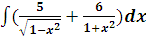 ∫(5/√(1−x²) + 6/(1+x²))dx